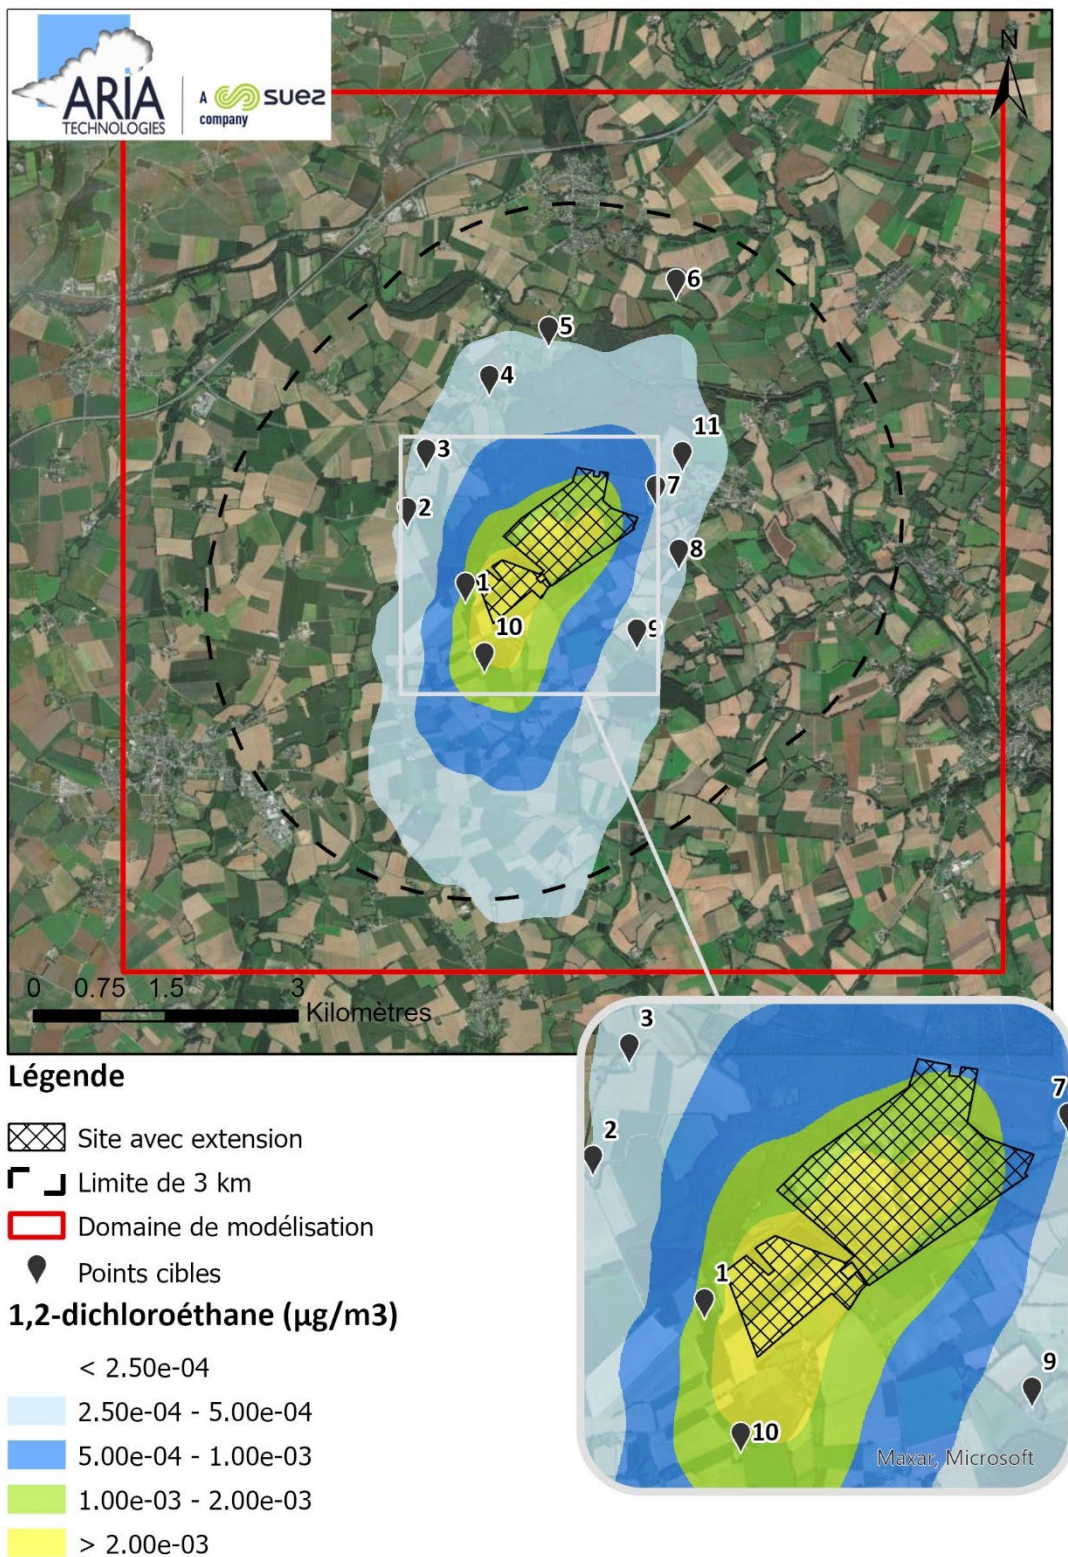 ARIA
TECHNOLOGIES
A suez
company
N
6
5
4
11
3
7
2
8
1
9
10
0 0.75 1.5 3
Kilomètres
Légende
Site avec extension
Limite de 3 km
Domaine de modélisation
Points cibles
1,2-dichloroéthane (µg/m3)
< 2.50e-04
2.50e-04 - 5.00e-04
5.00e-04 - 1.00e-03
1.00e-03 - 2.00e-03
> 2.00e-03
3
7
2
1
9
10
Maxar, Microsoft